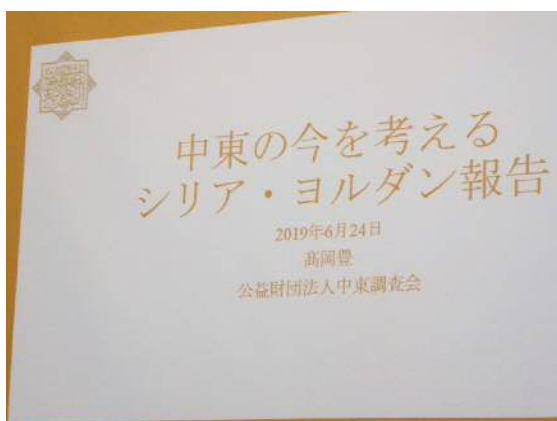 中東の今を考える
シリア・ヨルダン報告
2019年6月24日
髙岡豊
公益財団法人中東調査会